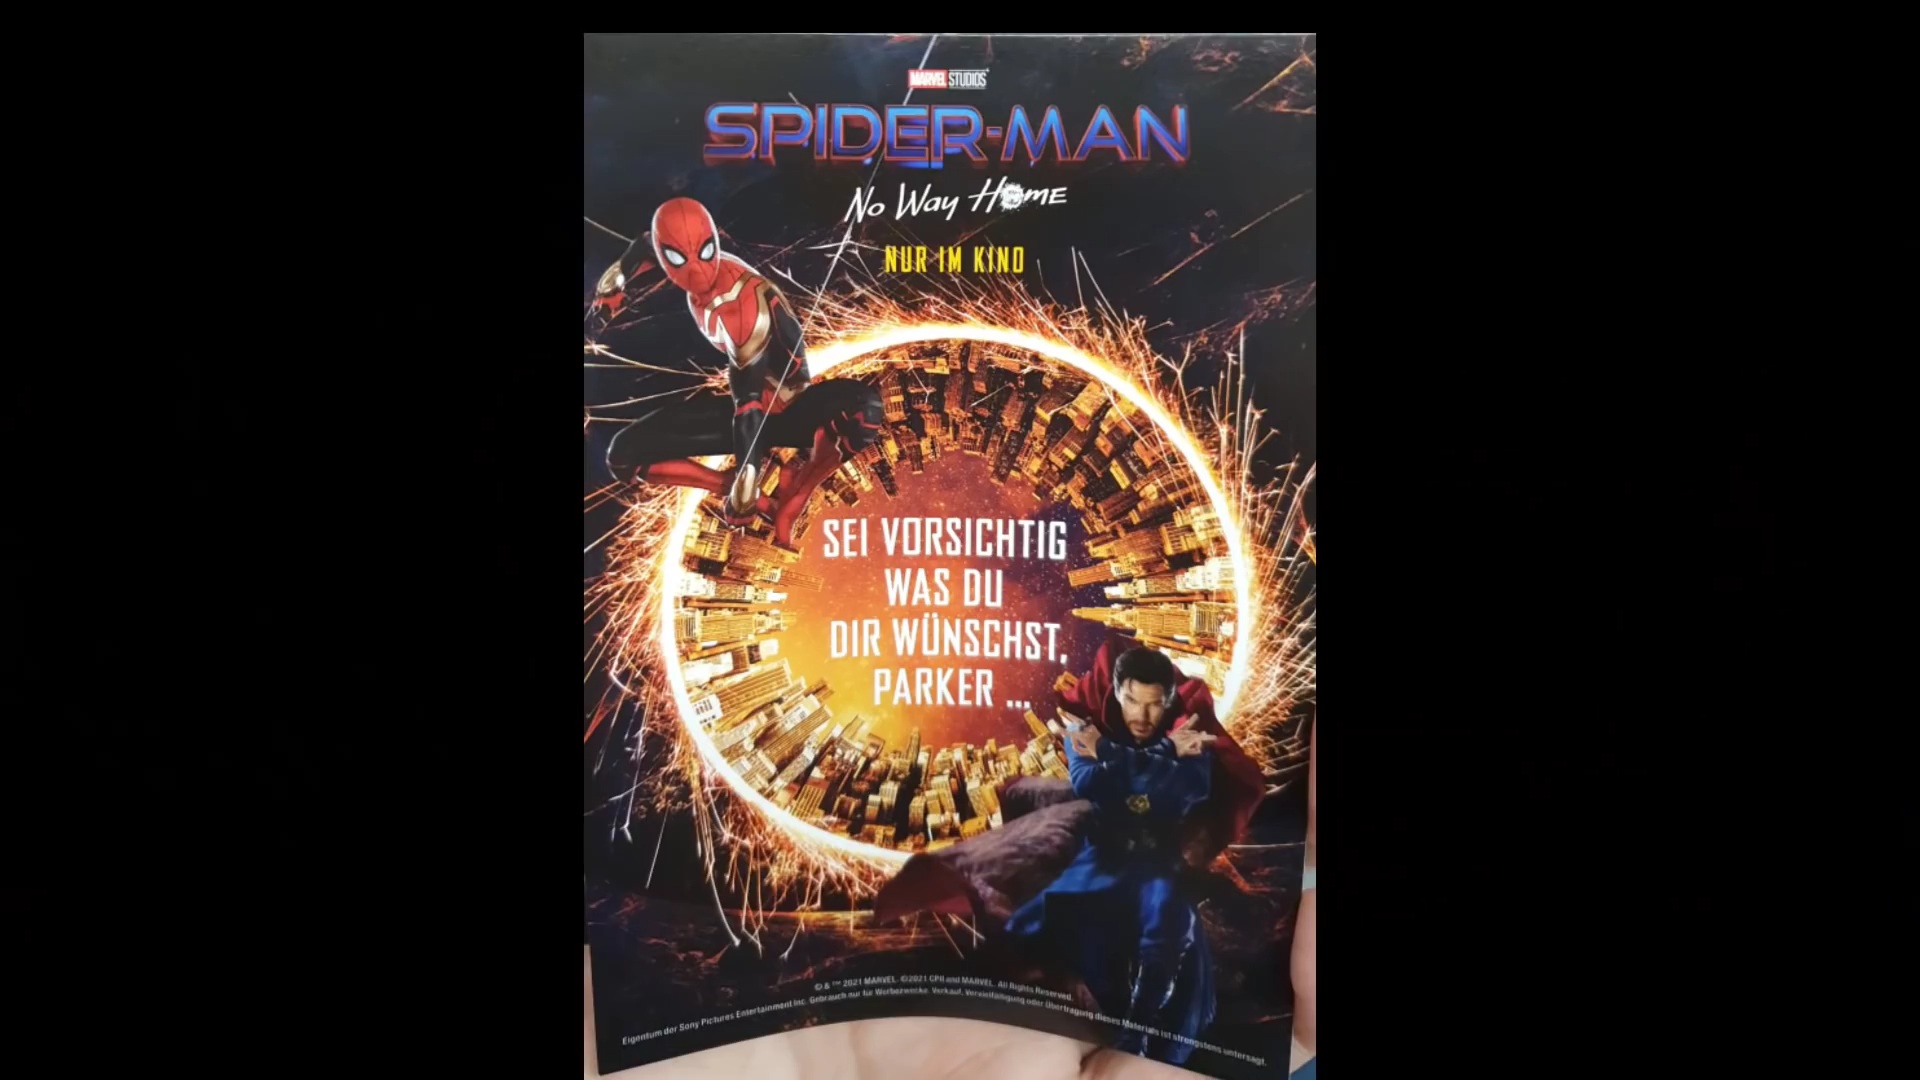 MARVEL STUDIOS
SPIDER-MAN
No Way Home
NUR IM KINO
SEI VORSICHTIG
WAS DU
DIR WÜNSCHST,
PARKER ...
© & ™ 2021 MARVEL. ©2021 CPII and MARVEL. All Rights Reserved.
Eigentum der Sony Pictures Entertainment Inc. Gebrauch nur für Werbezwecke. Verkauf, Vervielfältigung oder Übertragung dieses Materials ist strengstens untersagt.